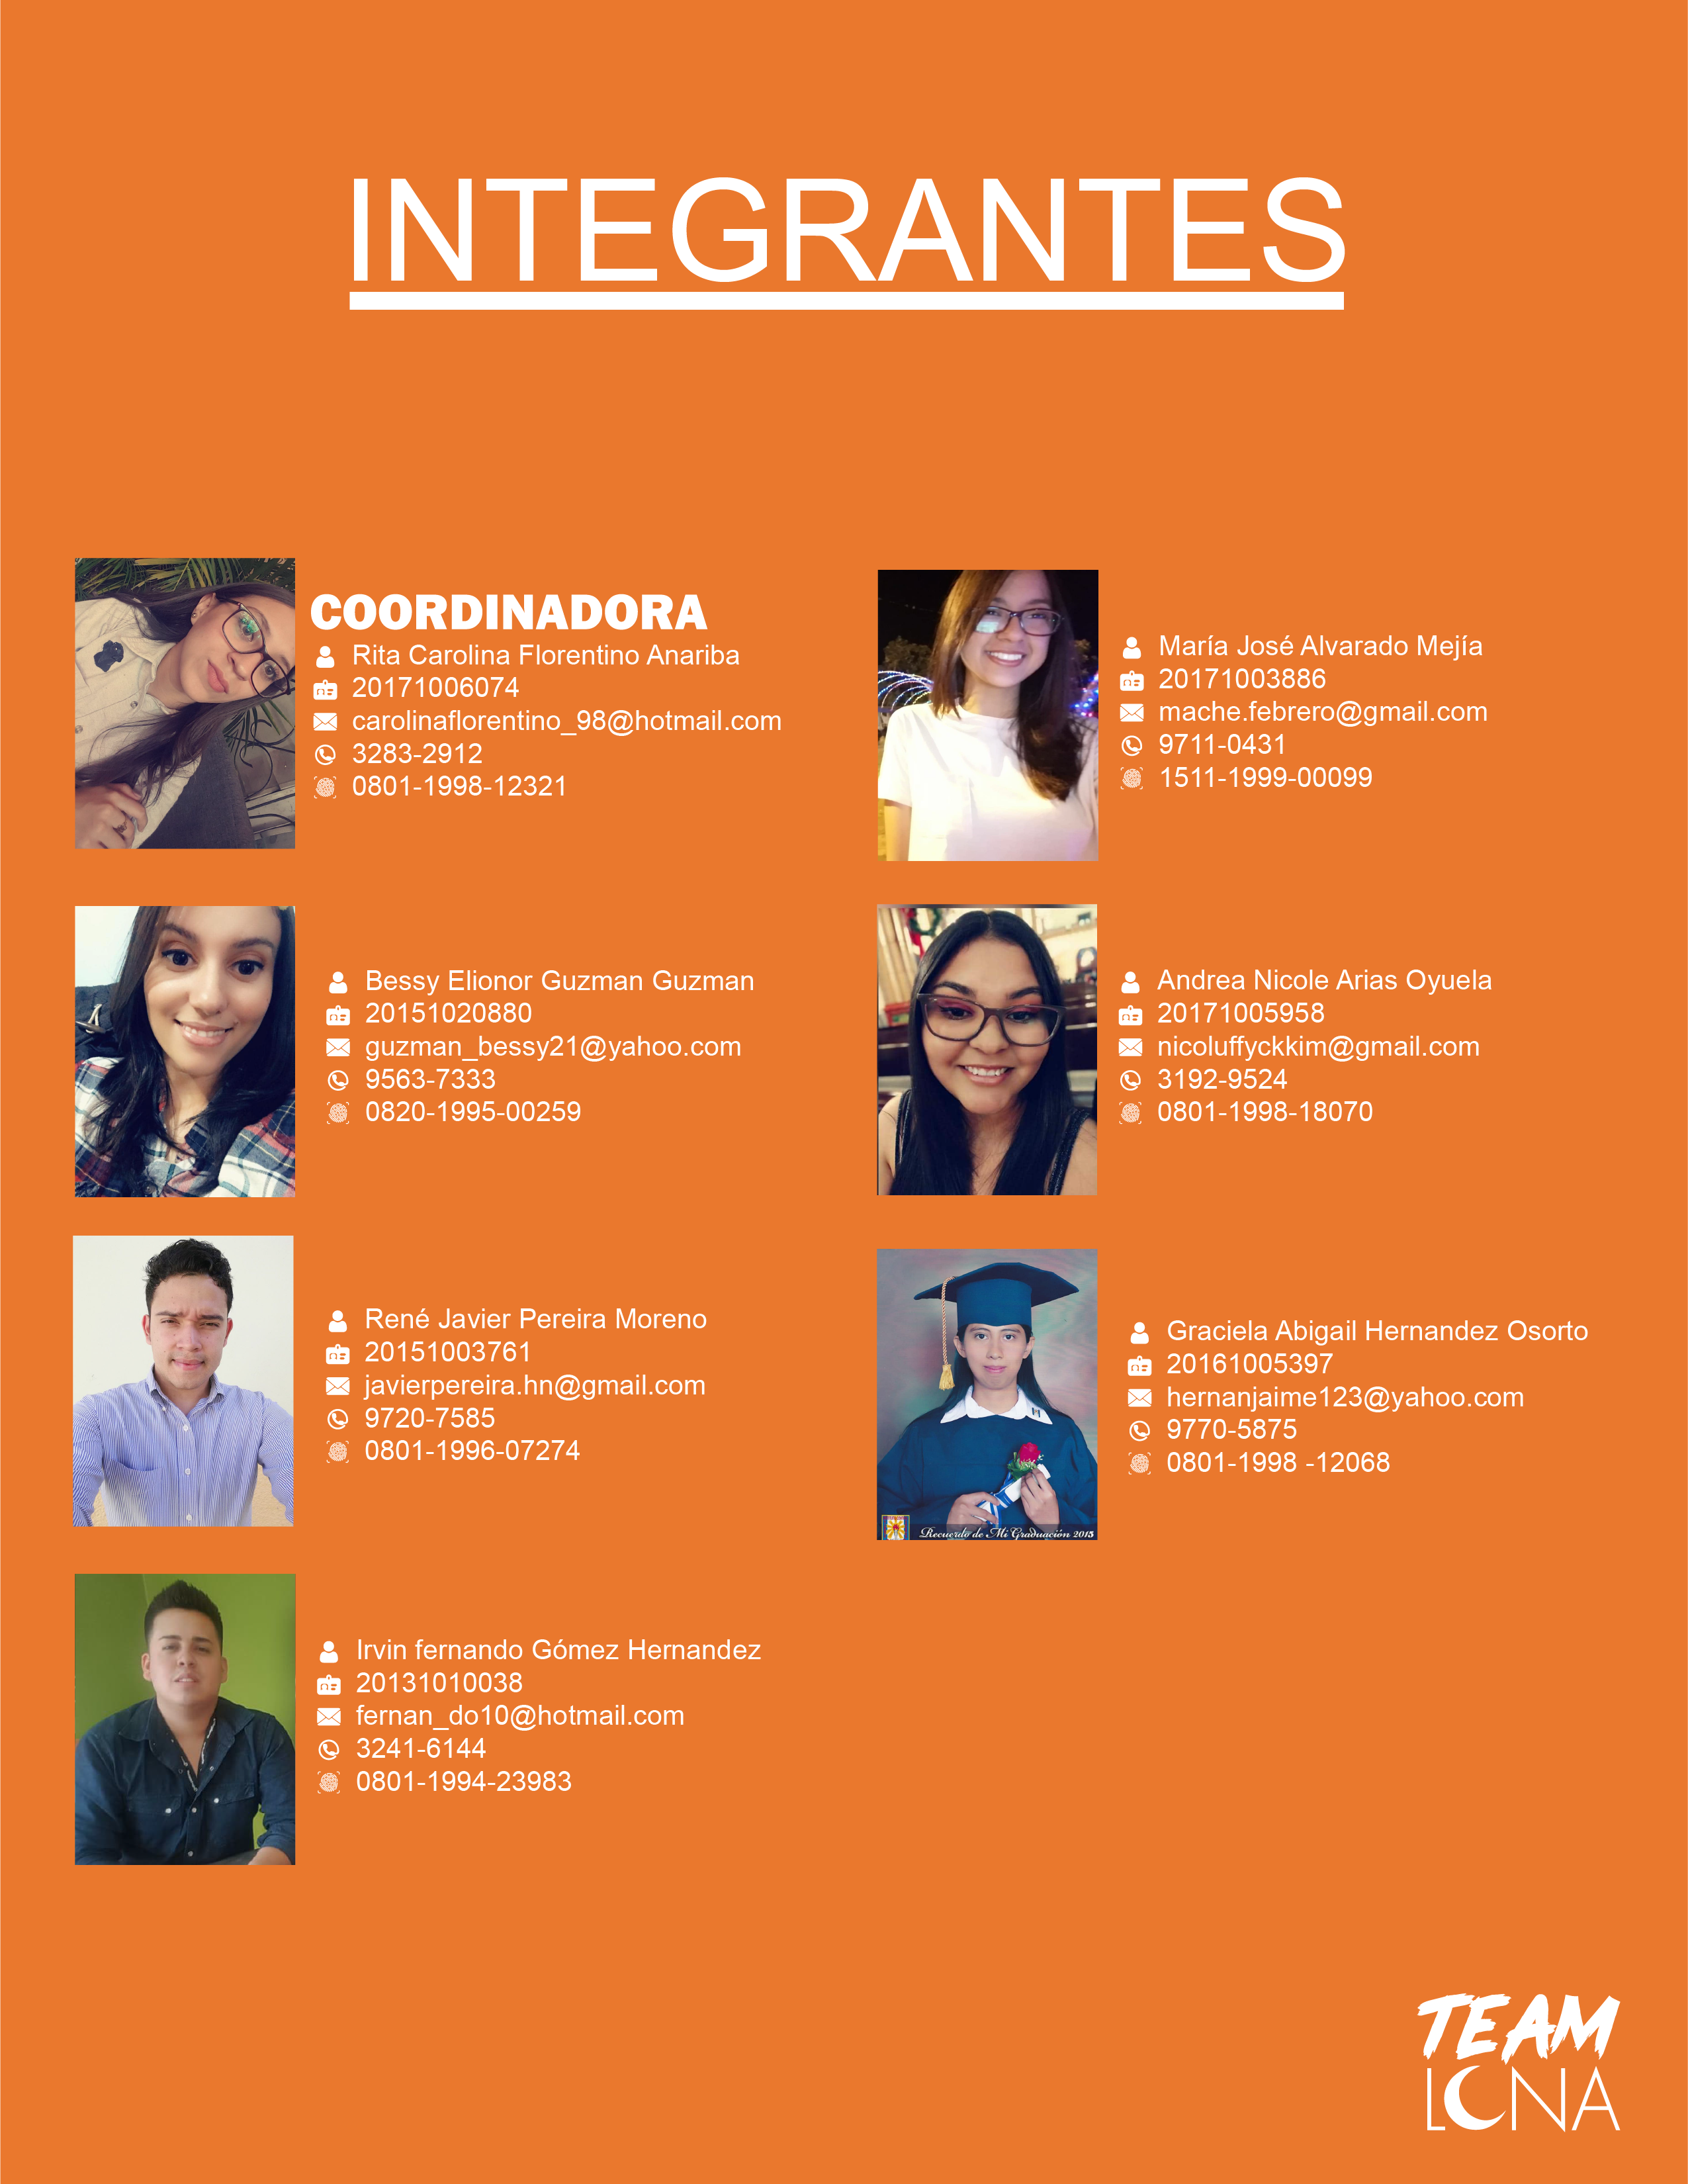 INTEGRANTES
COORDINADORA
Rita Carolina Florentino Anariba
20171006074
carolinaflorentino_98@hotmail.com
3283-2912
0801-1998-12321
María José Alvarado Mejía
20171003886
mache.febrero@gmail.com
9711-0431
1511-1999-00099
Bessy Elionor Guzman Guzman
20151020880
guzman_bessy21@yahoo.com
9563-7333
0820-1995-00259
Andrea Nicole Arias Oyuela
20171005958
nicoluffyckkim@gmail.com
3192-9524
0801-1998-18070
René Javier Pereira Moreno
20151003761
javierpereira.hn@gmail.com
9720-7585
0801-1996-07274
Graciela Abigail Hernandez Osorto
20161005397
hernanjaime123@yahoo.com
9770-5875
0801-1998 -12068
Recuerdo de Mi Graduación 2015
Irvin fernando Gómez Hernandez
20131010038
fernan_do10@hotmail.com
3241-6144
0801-1994-23983
TEAM
LUNA